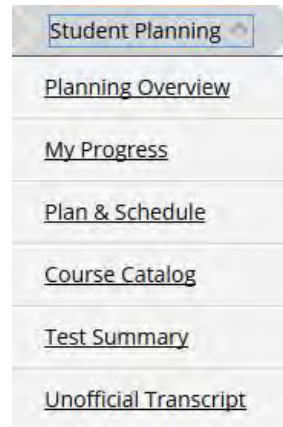 Student Planning
Planning Overview
My Progress
Plan & Schedule
Course Catalog
Test Summary
Unofficial Transcript